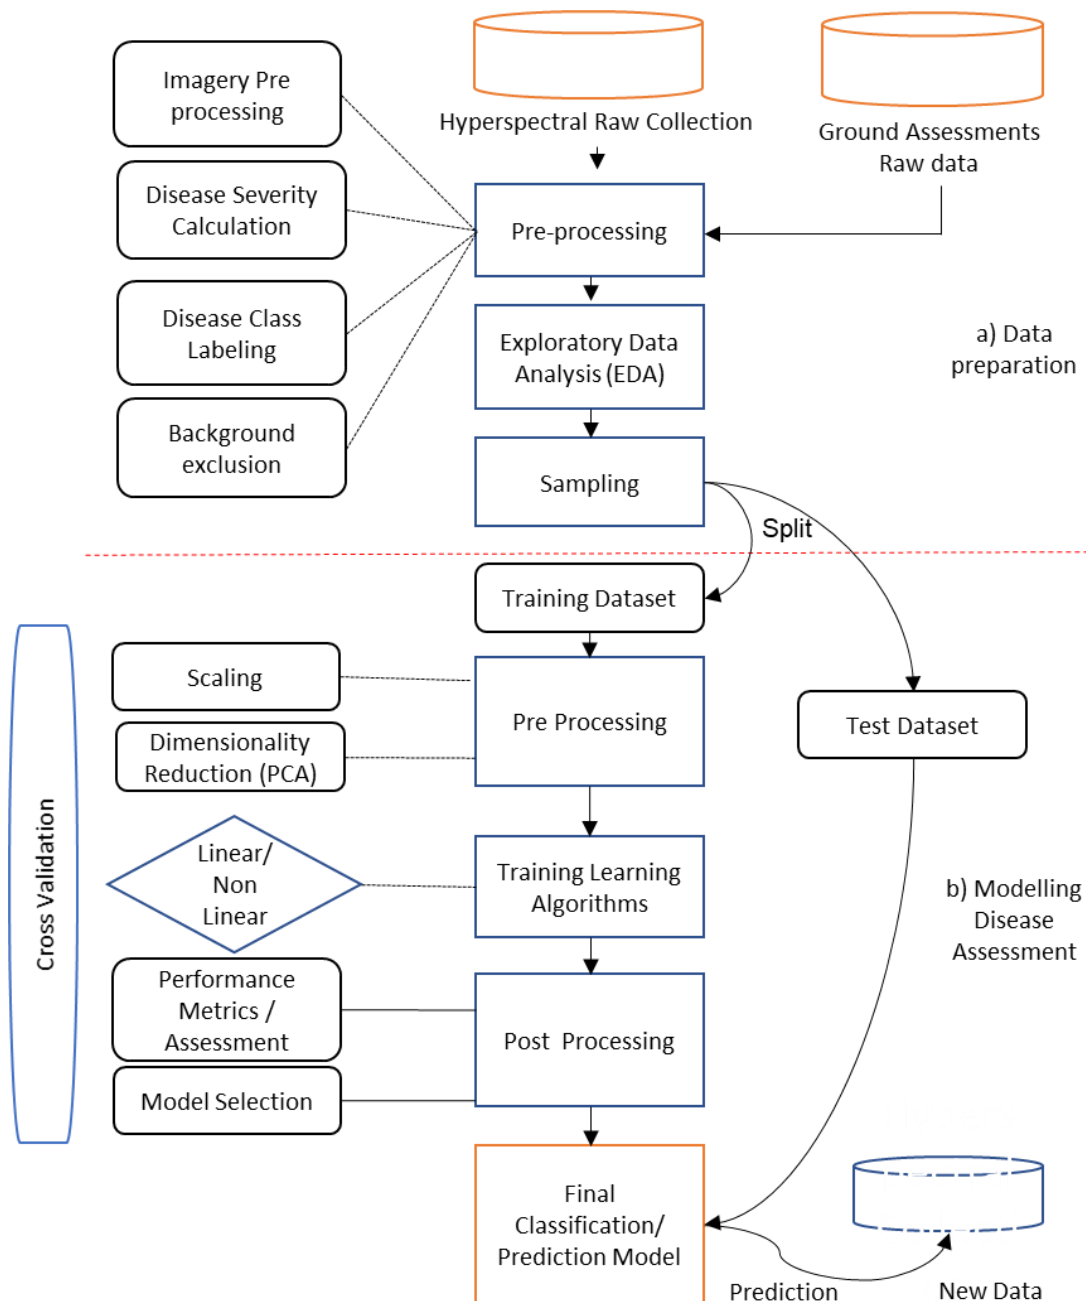 Hyperspectral Raw Collection
Ground Assessments
Raw data
Imagery Pre
processing
Disease Severity
Calculation
Disease Class
Labeling
Background
exclusion
Pre-processing
Exploratory Data
Analysis (EDA)
Sampling
a) Data
preparation
Split
Training Dataset
Test Dataset
Cross Validation
Scaling
Dimensionality
Reduction (PCA)
Linear/
Non
Linear
Performance
Metrics /
Assessment
Model Selection
Pre Processing
Training Learning
Algorithms
Post  Processing
b) Modelling
Disease
Assessment
Final
Classification/
Prediction Model
Prediction
New Data